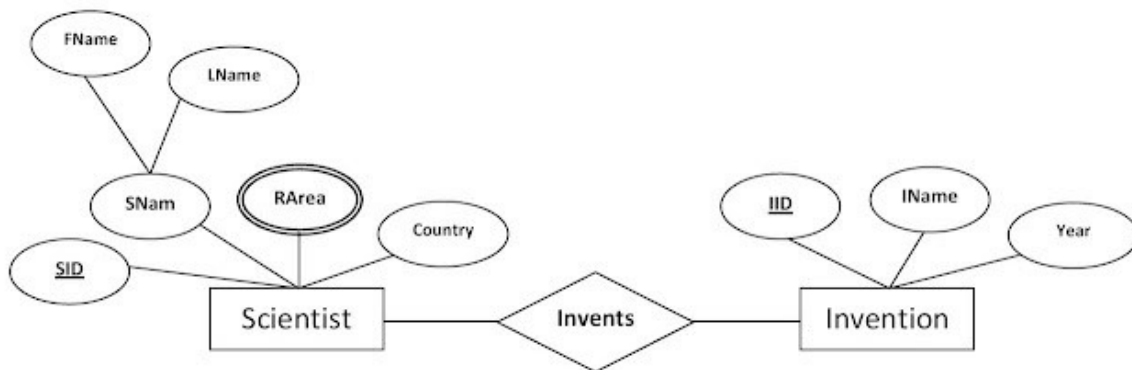 FName
LName
SNam
RArea
Country
SID
Scientist
Invents
IID
IName
Year
Invention